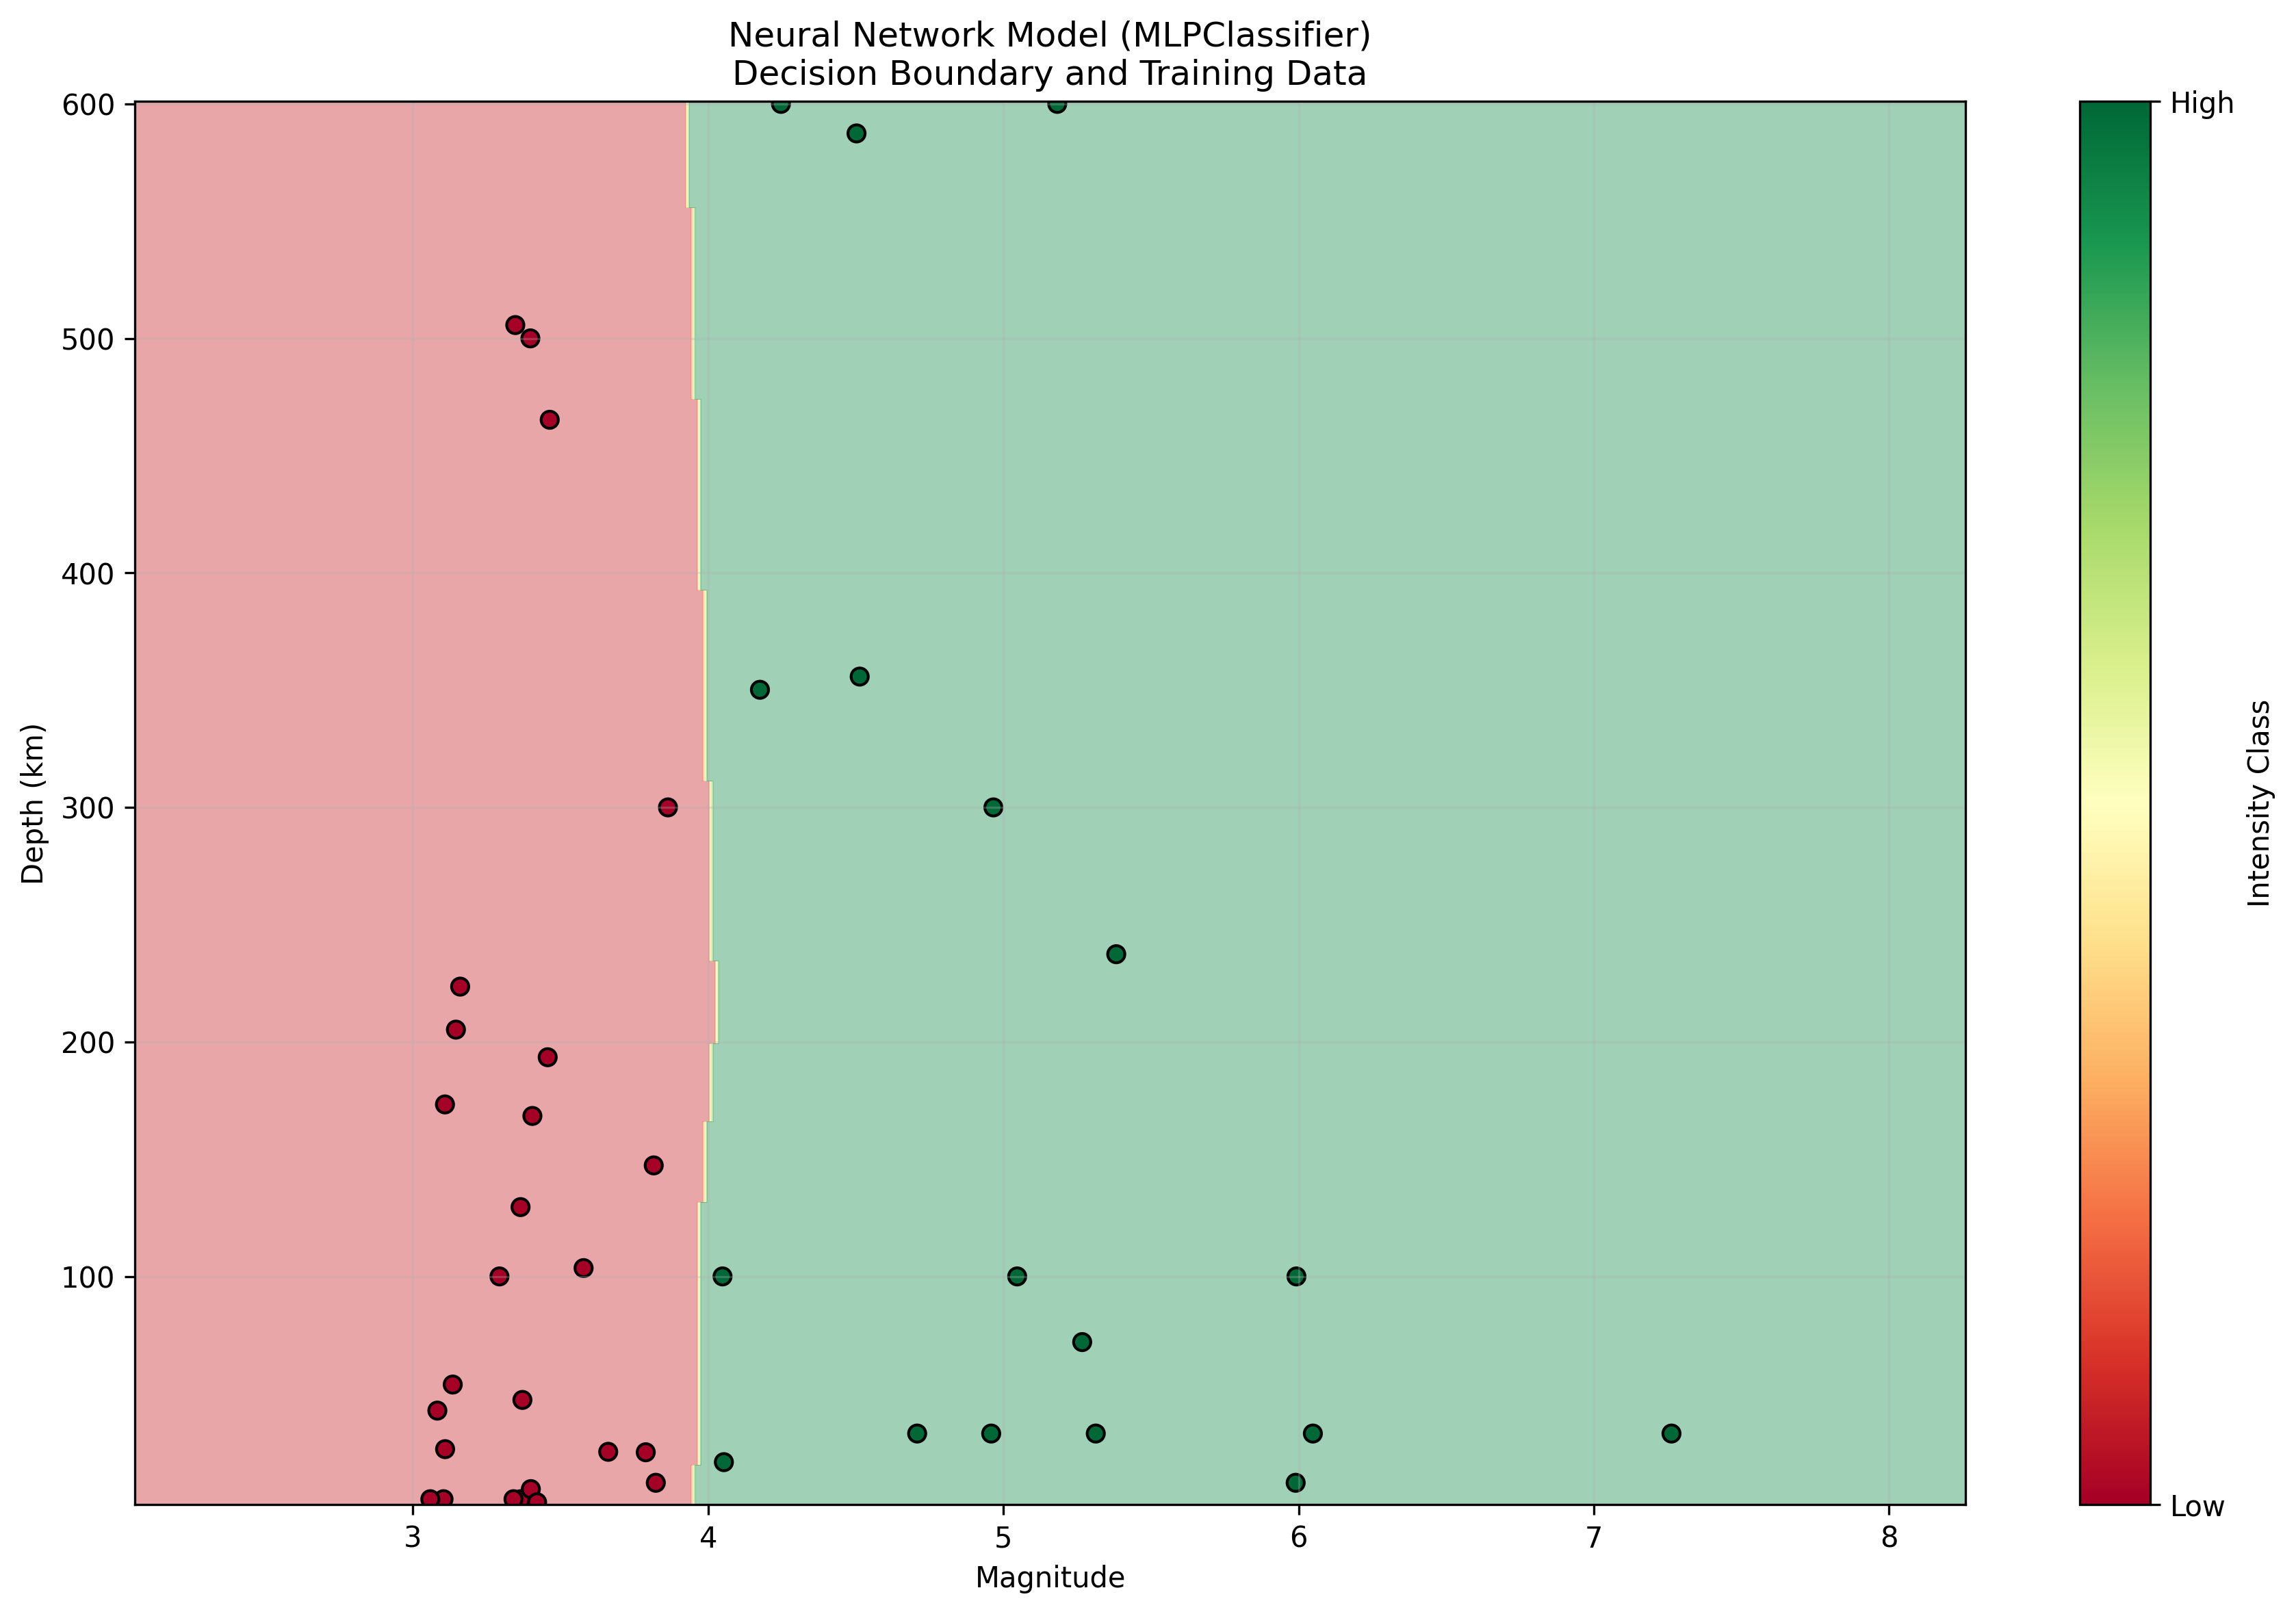 Neural Network Model (MLPClassifier)
Decision Boundary and Training Data
600
500
400
300
200
100
Depth (km)
3
4
5
6
7
8
Magnitude
High
Low
Intensity Class